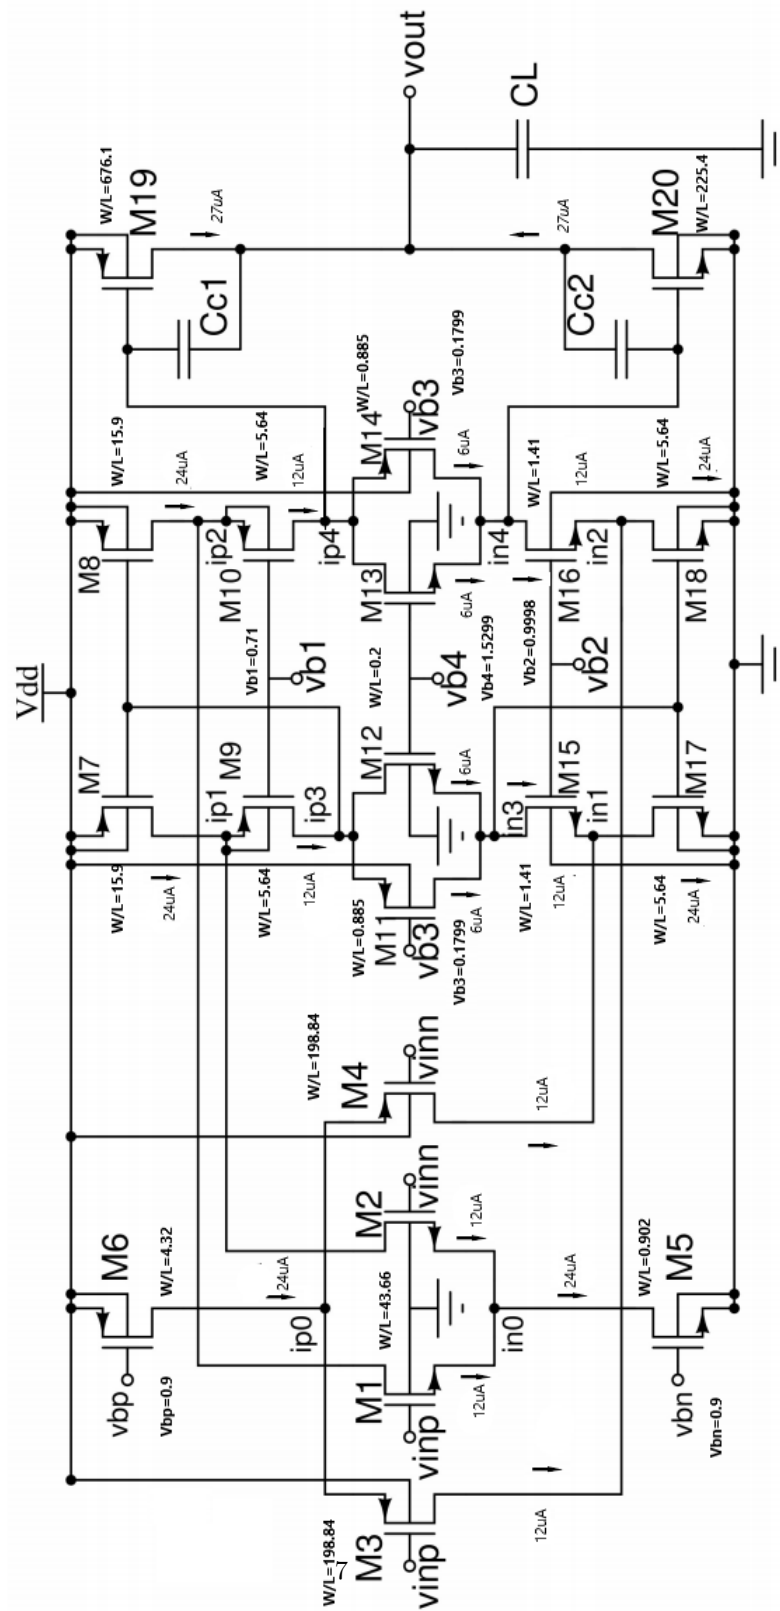 Vdd
vbp
Vbp=0.9
M6
W/L=4.32
M7
W/L=15.9
24uA
M8
W/L=15.9
24uA
W/L=676.1
M19
27uA
ip1
M9
W/L=5.64
12uA
ip2
M10
W/L=5.64
12uA
Vb1=0.71
vb1
Cc1
ip0
24uA
ip3
ip4
W/L=198.84
M3
vinp
12uA
M1
vinp
W/L=43.66
12uA
M2
vinn
12uA
W/L=198.84
M4
vinn
12uA
W/L=0.885
M11
vb3
Vb3=0.1799
6uA
M12
6uA
W/L=0.2
vb4
Vb4=1.5299
M13
6uA
W/L=0.885
M14
vb3
Vb3=0.1799
6uA
vout
CL
in0
24uA
in3
W/L=1.41
12uA
M15
in1
in4
W/L=1.41
12uA
M16
in2
Vb2=0.9998
vb2
27uA
Cc2
vbn
Vbn=0.9
W/L=0.902
M5
W/L=5.64
24uA
M17
W/L=5.64
24uA
M18
M20
W/L=225.4
7